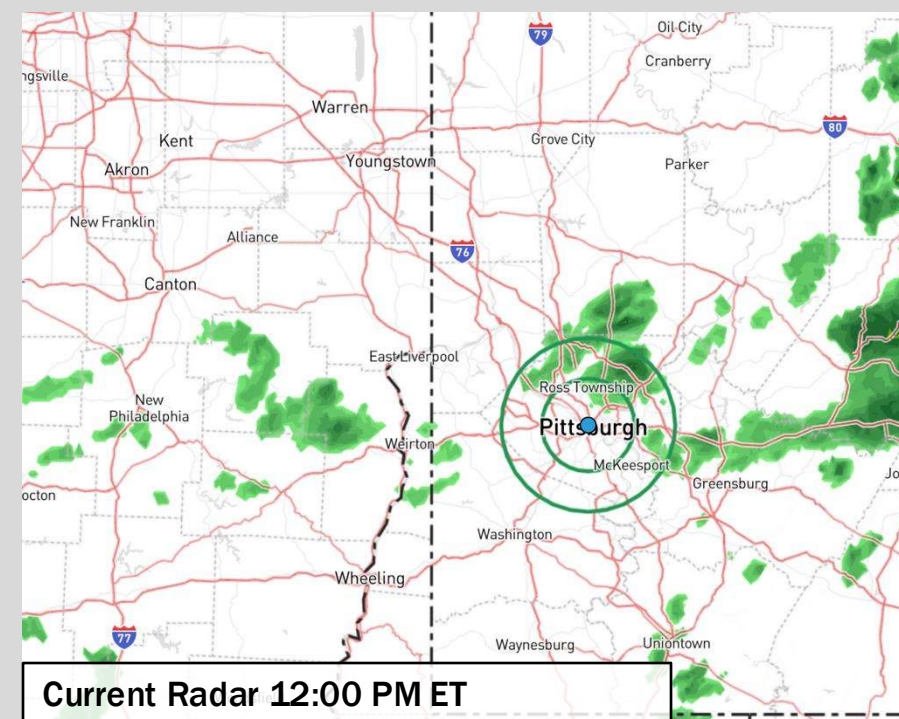 79
Oil City
Cranberry
ngsville
Warren
80
Kent
Grove City
Akron
Youngstown
Parker
New Franklin
Alliance
76
Canton
East Liverpool
Ross Township
New
Philadelphia
Pittsburgh
Weirton
McKeesport
Jo
Greensburg
octon
Washington
Wheeling
77
Waynesburg
Uniontown
Current Radar 12:00 PM ET